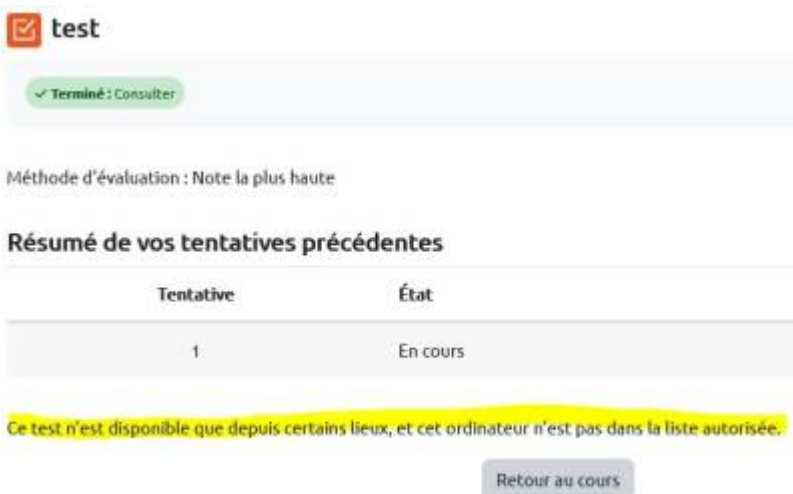 test
✓ Terminé : Consulter
Méthode d'évaluation : Note la plus haute
Résumé de vos tentatives précédentes
Tentative État
1 En cours
Ce test n'est disponible que depuis certains lieux, et cet ordinateur n'est pas dans la liste autorisée.
Retour au cours